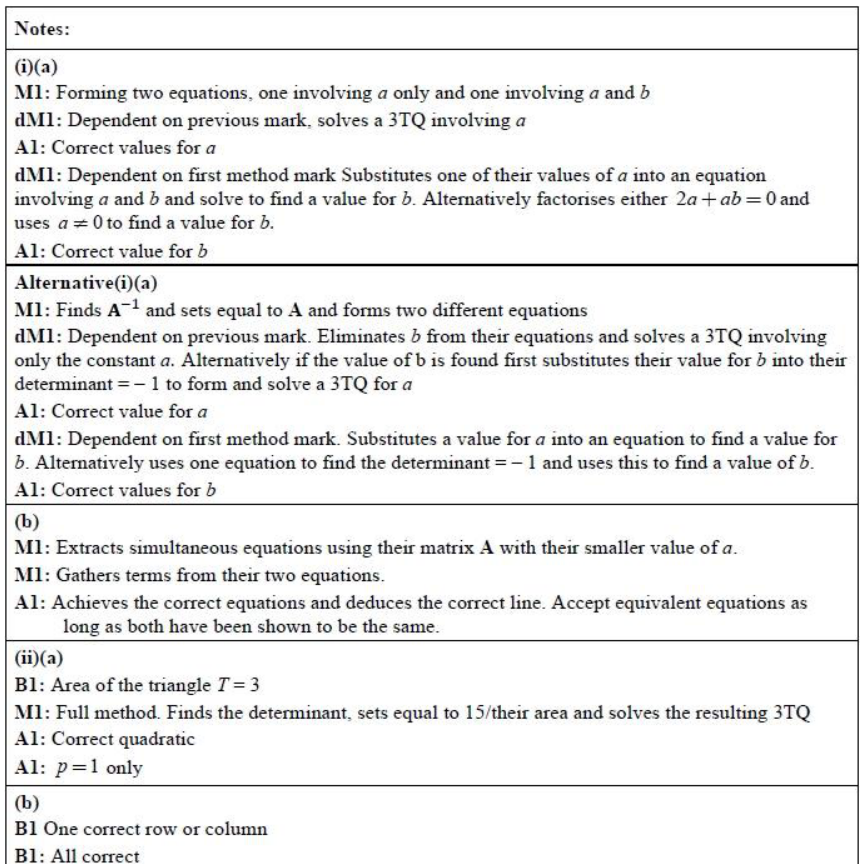 Notes:
(i)(a)
M1: Forming two equations, one involving a only and one involving a and b
dM1: Dependent on previous mark, solves a 3TQ involving a
A1: Correct values for a
dM1: Dependent on first method mark Substitutes one of their values of a into an equation
involving a and b and solve to find a value for b. Alternatively factorises either 2a + ab = 0 and
uses a ≠ 0 to find a value for b.
A1: Correct value for b
Alternative(i)(a)
M1: Finds A⁻¹ and sets equal to A and forms two different equations
dM1: Dependent on previous mark. Eliminates b from their equations and solves a 3TQ involving
only the constant a. Alternatively if the value of b is found first substitutes their value for b into their
determinant = – 1 to form and solve a 3TQ for a
A1: Correct value for a
dM1: Dependent on first method mark. Substitutes a value for a into an equation to find a value for
b. Alternatively uses one equation to find the determinant = – 1 and uses this to find a value of b.
A1: Correct values for b
(b)
M1: Extracts simultaneous equations using their matrix A with their smaller value of a.
M1: Gathers terms from their two equations.
A1: Achieves the correct equations and deduces the correct line. Accept equivalent equations as
long as both have been shown to be the same.
(ii)(a)
B1: Area of the triangle T = 3
M1: Full method. Finds the determinant, sets equal to 15/their area and solves the resulting 3TQ
A1: Correct quadratic
A1: p = 1 only
(b)
B1 One correct row or column
B1: All correct